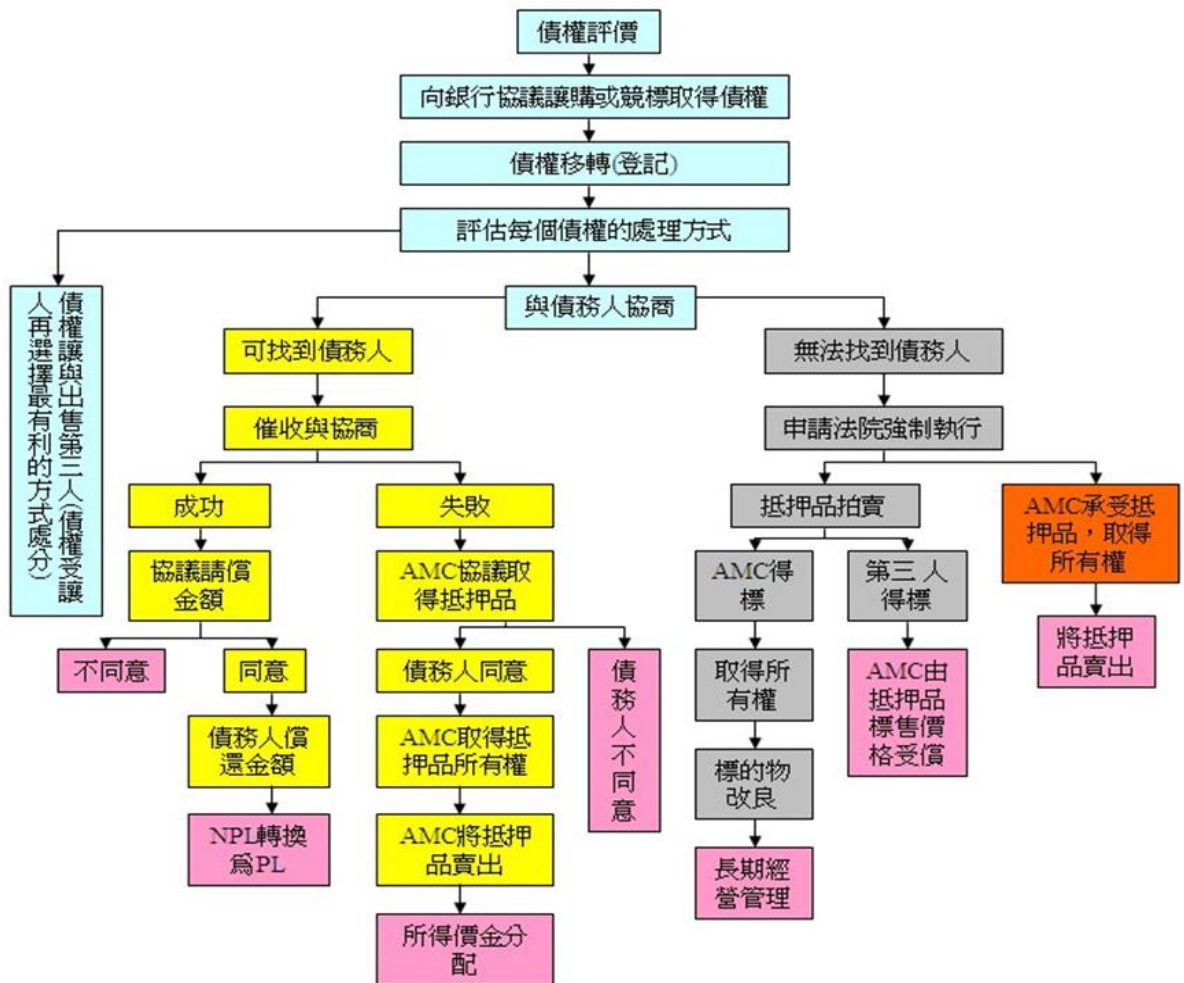 債權評價
向銀行協議讓購或競標取得債權
債權移轉(登記)
評估每個債權的處理方式
債權讓與出售第三人(債權受讓
人再選擇最有利的方式處分)
與債務人協商
可找到債務人
無法找到債務人
催收與協商
申請法院強制執行
成功
失敗
抵押品拍賣
AMC承受抵
押品，取得
所有權
協議請償
金額
AMC協議取
得抵押品
AMC得
標
第三人
得標
將抵押
品賣出
不同意
同意
債務人同意
債務人不同意
取得所
有權
AMC由
抵押品
標售價
格受償
債務人償
還金額
AMC取得抵
押品所有權
標的物
改良
NPL轉換
為PL
AMC將抵押
品賣出
長期經
營管理
所得價金分
配